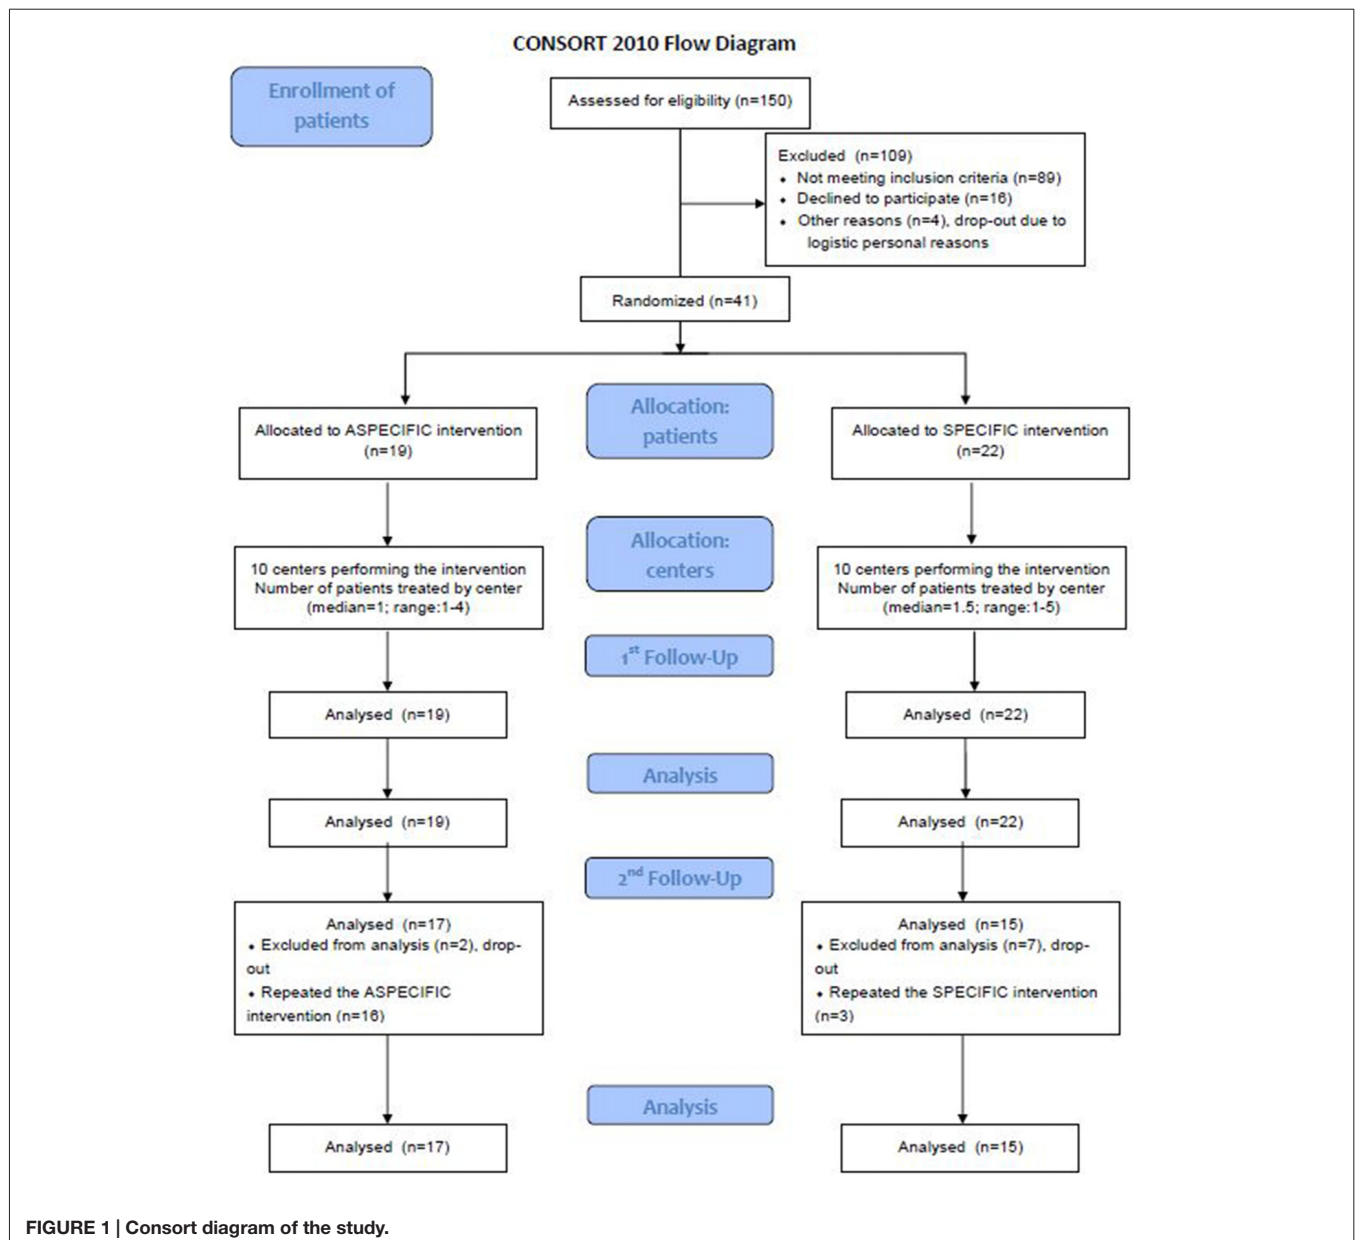 CONSORT 2010 Flow Diagram
Enrollment of
patients
Assessed for eligibility (n=150)
Excluded (n=109)
⬥ Not meeting inclusion criteria (n=89)
⬥ Declined to participate (n=16)
⬥ Other reasons (n=4), drop-out due to
logistic personal reasons
Randomized (n=41)
Allocation:
patients
Allocated to ASPECIFIC intervention
(n=19)
Allocated to SPECIFIC intervention
(n=22)
Allocation:
centers
10 centers performing the intervention
Number of patients treated by center
(median=1; range:1-4)
10 centers performing the intervention
Number of patients treated by center
(median=1.5; range:1-5)
1st Follow-Up
Analysed (n=19)
Analysed (n=22)
Analysis
Analysed (n=19)
Analysed (n=22)
2nd Follow-Up
Analysed (n=17)
⬥ Excluded from analysis (n=2), drop-
out
⬥ Repeated the ASPECIFIC
intervention (n=16)
Analysed (n=15)
⬥ Excluded from analysis (n=7), drop-
out
⬥ Repeated the SPECIFIC intervention
(n=3)
Analysis
Analysed (n=17)
Analysed (n=15)
FIGURE 1 | Consort diagram of the study.